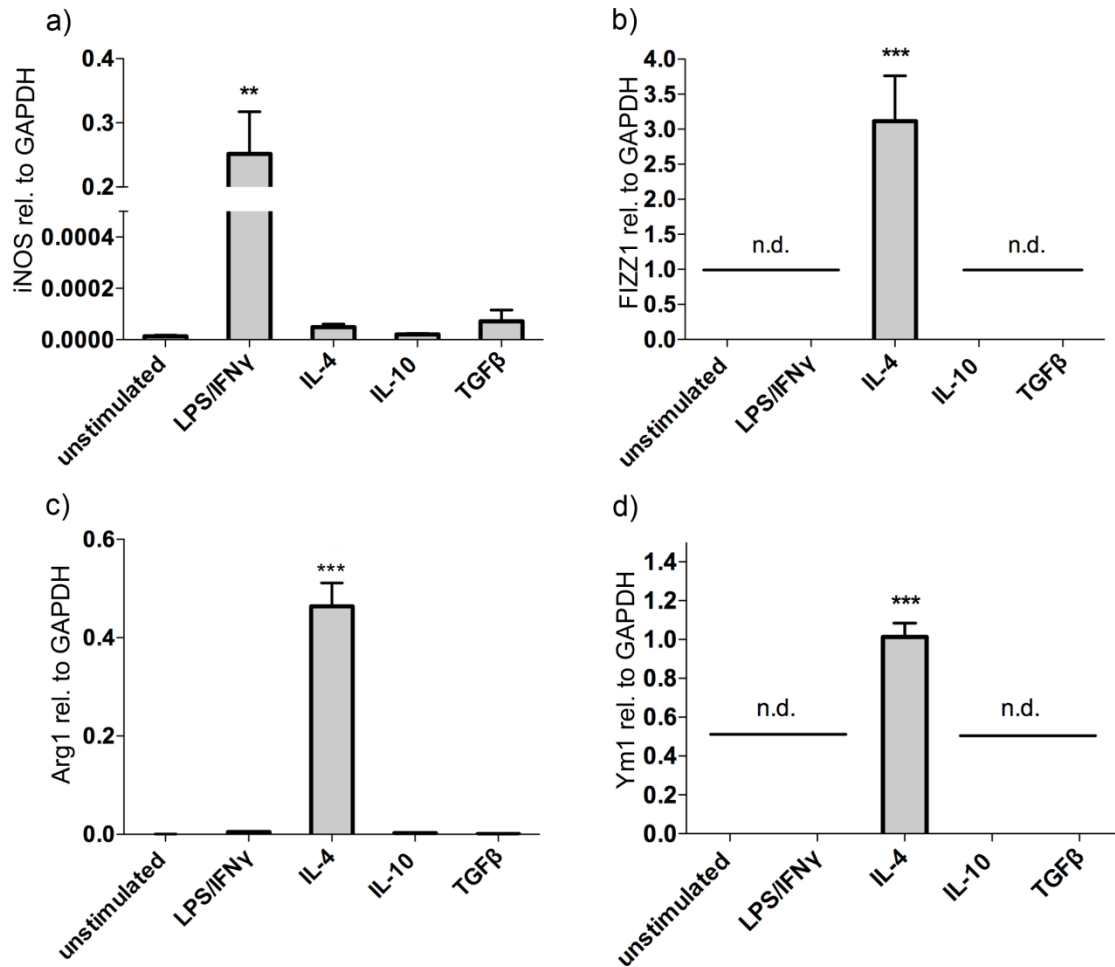 a)
iNOS rel. to GAPDH
0.4
0.3
0.2
0.0004
0.0002
0.0000
**
unstimulated
LPS/IFNγ
IL-4
IL-10
TGFβ
b)
FIZZ1 rel. to GAPDH
4.0
3.5
3.0
2.5
2.0
1.5
1.0
0.5
0.0
***
n.d.
n.d.
unstimulated
LPS/IFNγ
IL-4
IL-10
TGFβ
c)
Arg1 rel. to GAPDH
0.6
0.4
0.2
0.0
***
unstimulated
LPS/IFNγ
IL-4
IL-10
TGFβ
d)
Ym1 rel. to GAPDH
1.4
1.2
1.0
0.8
0.6
0.4
0.2
0.0
***
n.d.
n.d.
unstimulated
LPS/IFNγ
IL-4
IL-10
TGFβ